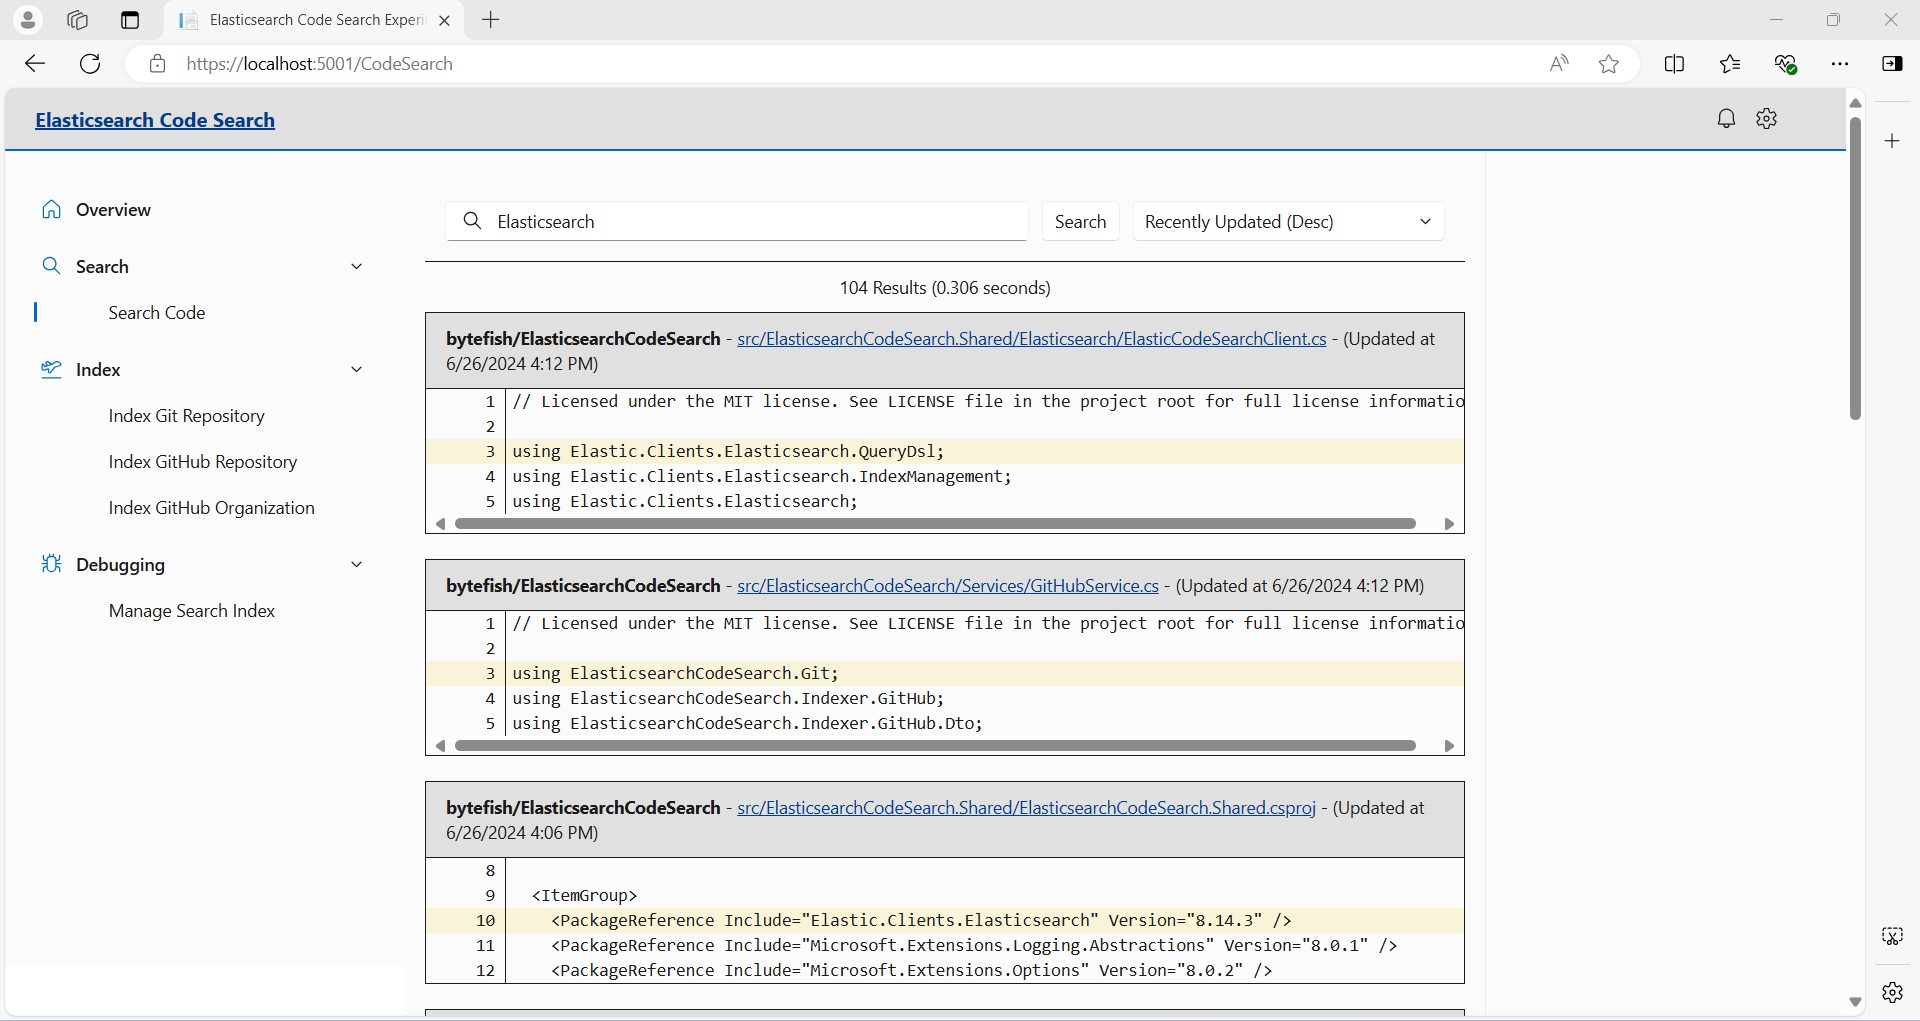 Elasticsearch Code Search Experi
https://localhost:5001/CodeSearch
Elasticsearch Code Search
Overview
Search
Search Code
Index
Index Git Repository
Index GitHub Repository
Index GitHub Organization
Debugging
Manage Search Index
Elasticsearch
Search
Recently Updated (Desc)
104 Results (0.306 seconds)
bytefish/ElasticsearchCodeSearch - src/ElasticsearchCodeSearch.Shared/Elasticsearch/ElasticCodeSearchClient.cs - (Updated at
6/26/2024 4:12 PM)
1 // Licensed under the MIT license. See LICENSE file in the project root for full license informatio
2
3 using Elastic.Clients.Elasticsearch.QueryDsl;
4 using Elastic.Clients.Elasticsearch.IndexManagement;
5 using Elastic.Clients.Elasticsearch;
bytefish/ElasticsearchCodeSearch - src/ElasticsearchCodeSearch/Services/GitHubService.cs - (Updated at 6/26/2024 4:12 PM)
1 // Licensed under the MIT license. See LICENSE file in the project root for full license informatio
2
3 using ElasticsearchCodeSearch.Git;
4 using ElasticsearchCodeSearch.Indexer.GitHub;
5 using ElasticsearchCodeSearch.Indexer.GitHub.Dto;
bytefish/ElasticsearchCodeSearch - src/ElasticsearchCodeSearch.Shared/ElasticsearchCodeSearch.Shared.csproj - (Updated at
6/26/2024 4:06 PM)
8
9 <ItemGroup>
10 <PackageReference Include="Elastic.Clients.Elasticsearch" Version="8.14.3" />
11 <PackageReference Include="Microsoft.Extensions.Logging.Abstractions" Version="8.0.1" />
12 <PackageReference Include="Microsoft.Extensions.Options" Version="8.0.2" />